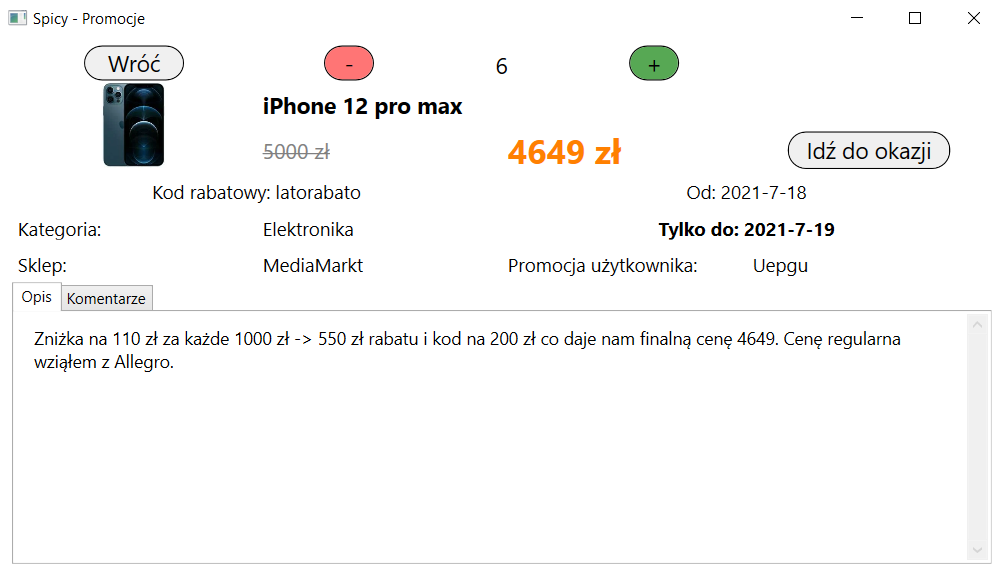 Spicy - Promocje
Wróć
-
6
+
iPhone 12 pro max
5000 zł
4649 zł
Idź do okazji
Kod rabatowy: latorabato
Od: 2021-7-18
Kategoria:
Elektronika
Tylko do: 2021-7-19
Sklep:
MediaMarkt
Promocja użytkownika:
Uepgu
Opis
Komentarze
Zniżka na 110 zł za każde 1000 zł -> 550 zł rabatu i kod na 200 zł co daje nam finalną cenę 4649. Cenę regularna
wziąłem z Allegro.